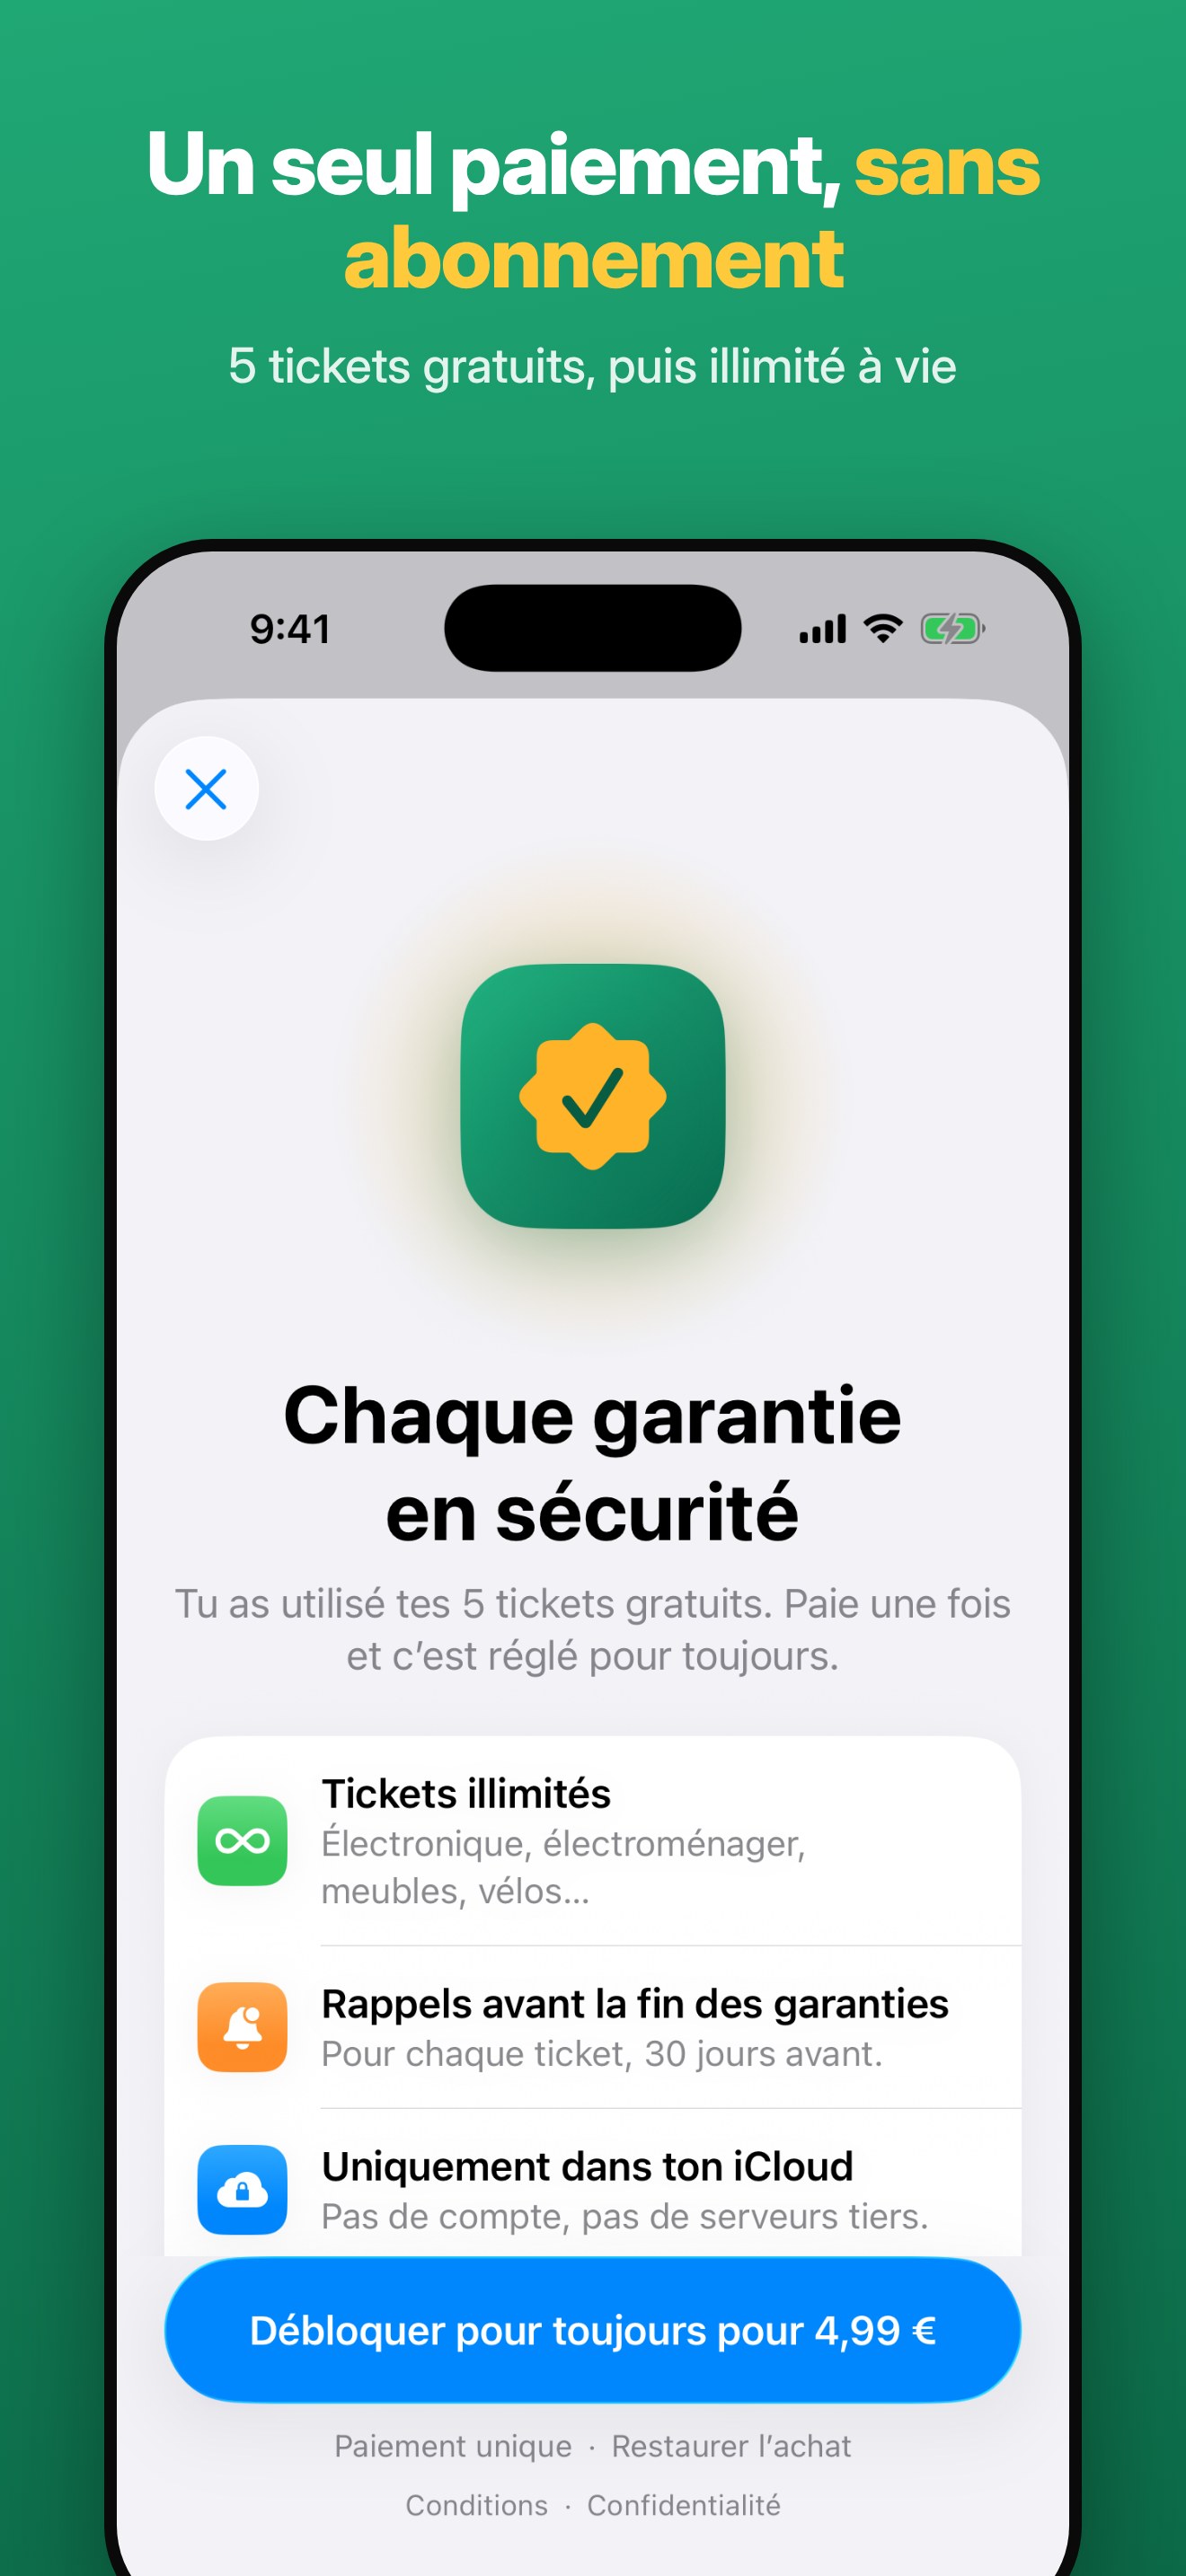 Un seul paiement, sans
abonnement
5 tickets gratuits, puis illimité à vie
9:41
Chaque garantie
en sécurité
Tu as utilisé tes 5 tickets gratuits. Paie une fois
et c’est réglé pour toujours.
Tickets illimités
Électronique, électroménager,
meubles, vélos...
Rappels avant la fin des garanties
Pour chaque ticket, 30 jours avant.
Uniquement dans ton iCloud
Pas de compte, pas de serveurs tiers.
Débloquer pour toujours pour 4,99 €
Paiement unique · Restaurer l’achat
Conditions · Confidentialité